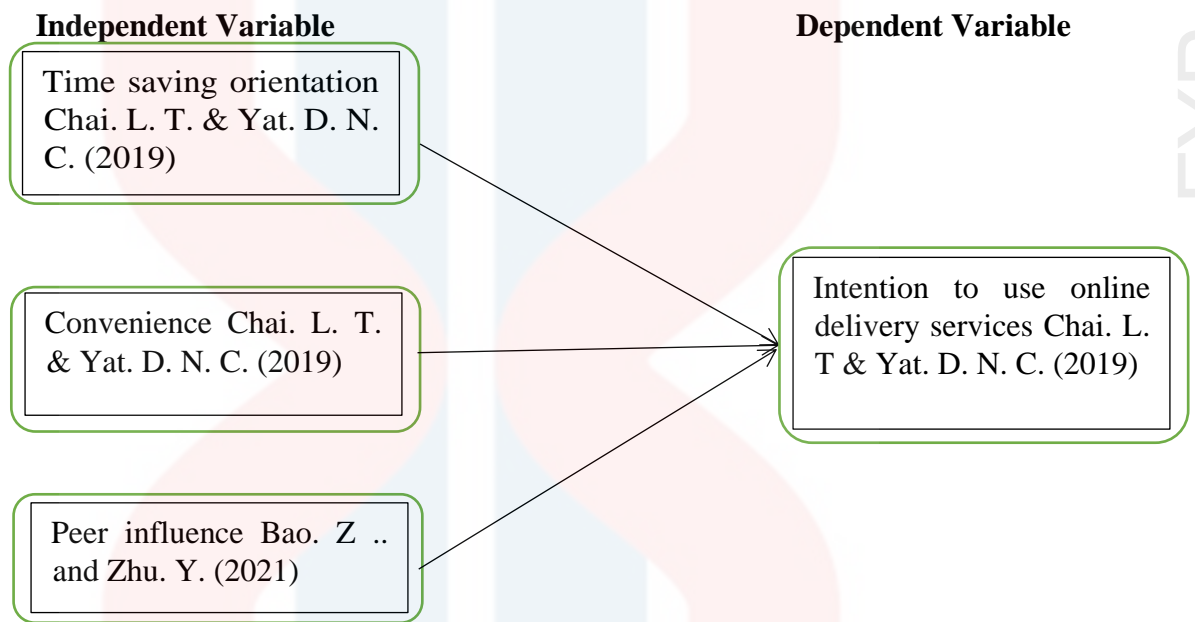 Independent Variable
Dependent Variable
Time saving orientation
Chai. L. T. & Yat. D. N.
C. (2019)
Convenience Chai. L. T.
& Yat. D. N. C. (2019)
Peer influence Bao. Z ..
and Zhu. Y. (2021)
Intention to use online
delivery services Chai. L.
T & Yat. D. N. C. (2019)